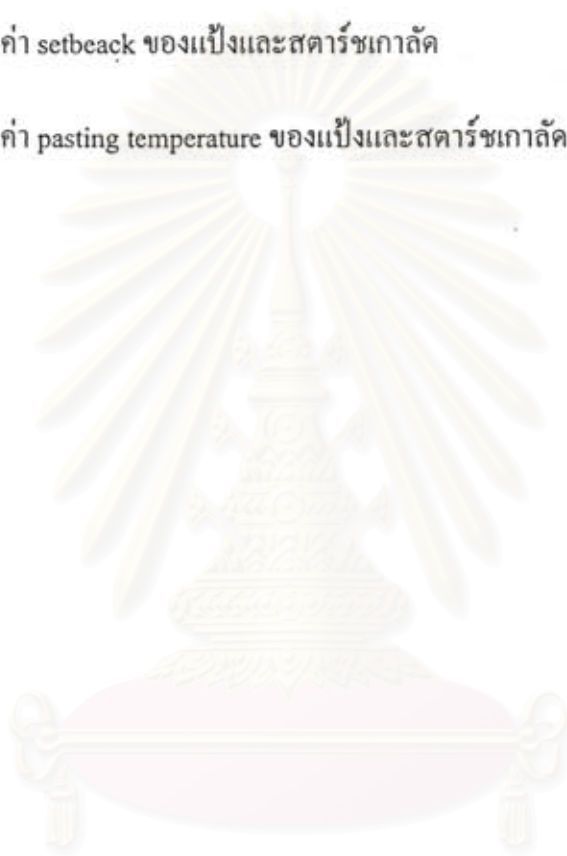 ค่า setbeack ของแป้งและสตาร์ชเกาลัด
ค่า pasting temperature ของแป้งและสตาร์ชเกาลัด